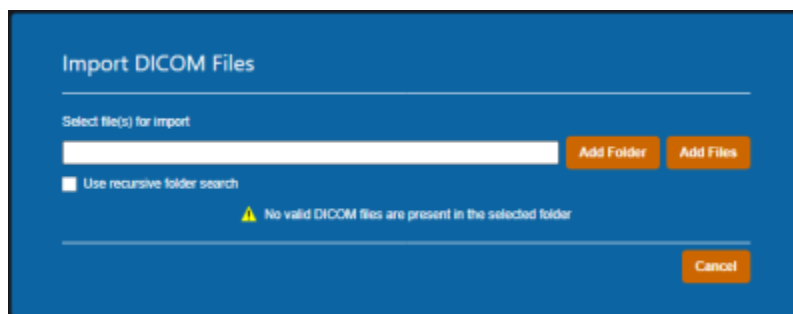 Import DICOM Files
Select file(s) for import
Add Folder Add Files
Use recursive folder search
No valid DICOM files are present in the selected folder
Cancel